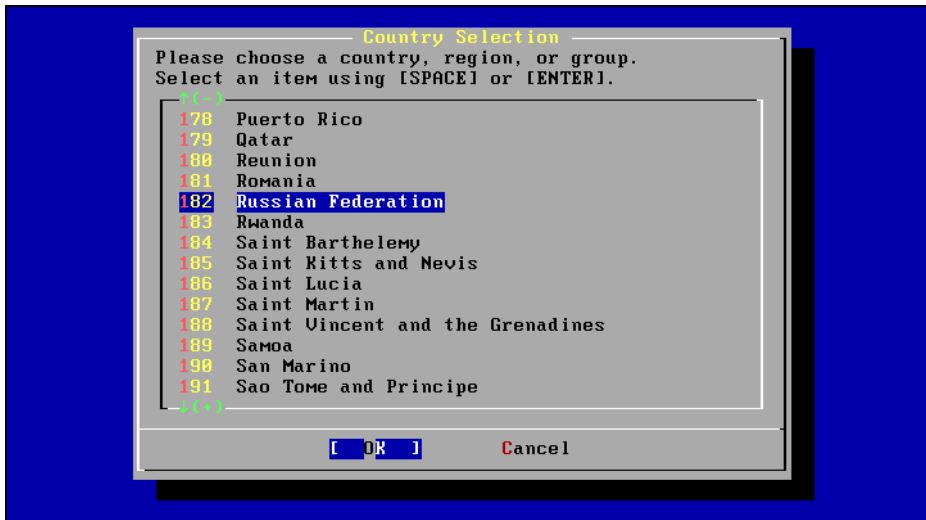 Country Selection
Please choose a country, region, or group.
Select an item using [SPACE] or [ENTER].
↑(-)
178 Puerto Rico
179 Qatar
180 Reunion
181 Romania
182 Russian Federation
183 Rwanda
184 Saint Barthelemy
185 Saint Kitts and Nevis
186 Saint Lucia
187 Saint Martin
188 Saint Vincent and the Grenadines
189 Samoa
190 San Marino
191 Sao Tome and Principe
↓(+)
[ OK ] Cancel